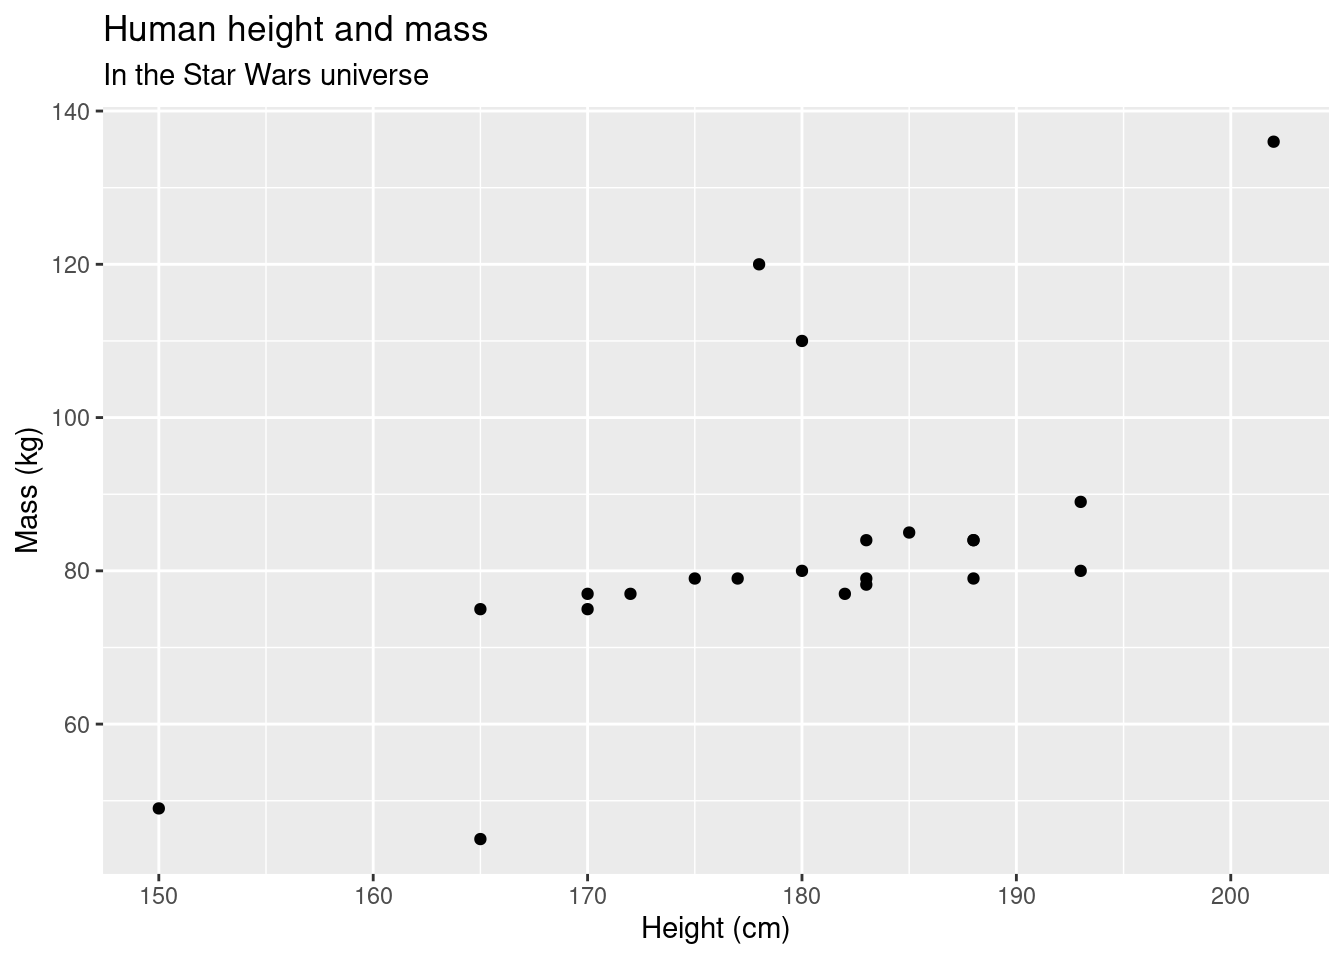 Human height and mass
In the Star Wars universe
140
120
100
80
60
Mass (kg)
150 160 170 180 190 200
Height (cm)